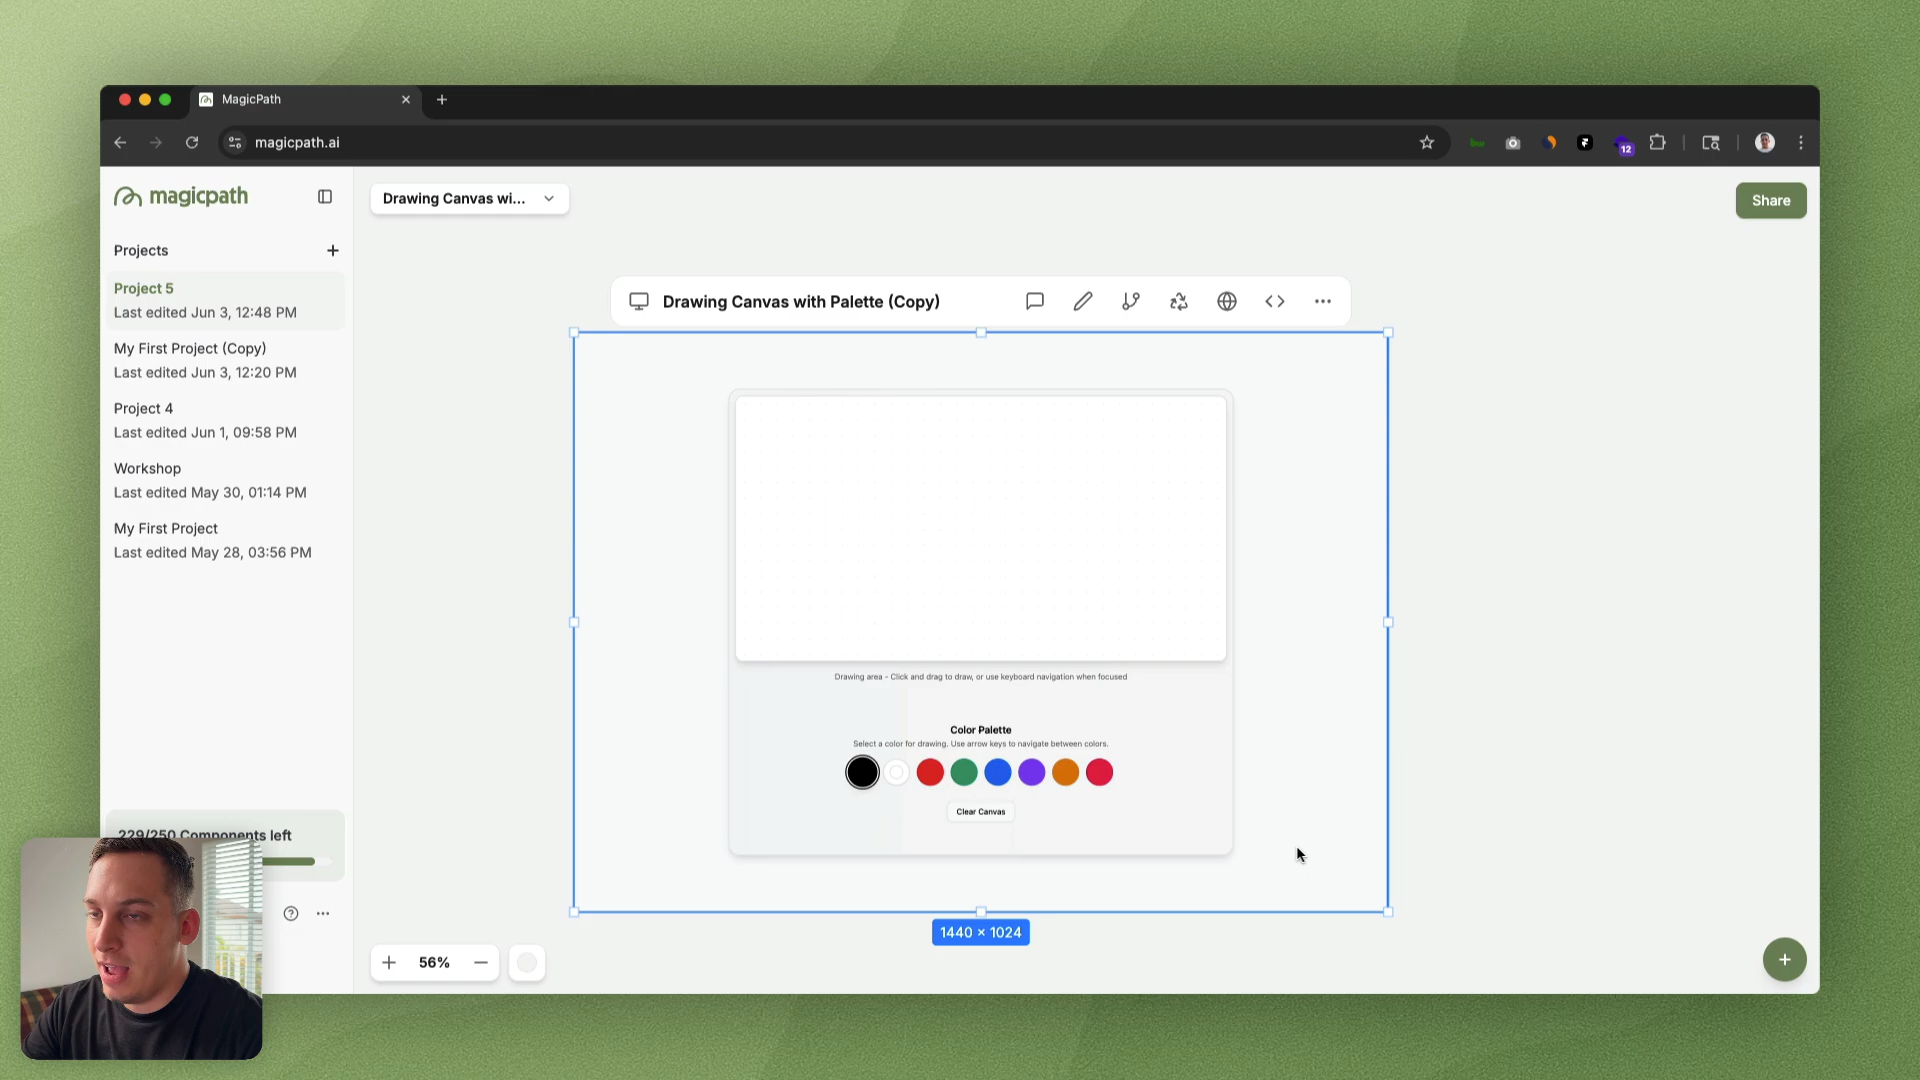 MagicPath
magicpath.ai
12
magicpath
Drawing Canvas wi...
Share
Projects
Project 5
Last edited Jun 3, 12:48 PM
My First Project (Copy)
Last edited Jun 3, 12:20 PM
Project 4
Last edited Jun 1, 09:58 PM
Workshop
Last edited May 30, 01:14 PM
My First Project
Last edited May 28, 03:56 PM
229/250 Components left
Drawing Canvas with Palette (Copy)
Drawing area - Click and drag to draw, or use keyboard navigation when focused
Color Palette
Select a color for drawing. Use arrow keys to navigate between colors.
Clear Canvas
1440 × 1024
56%